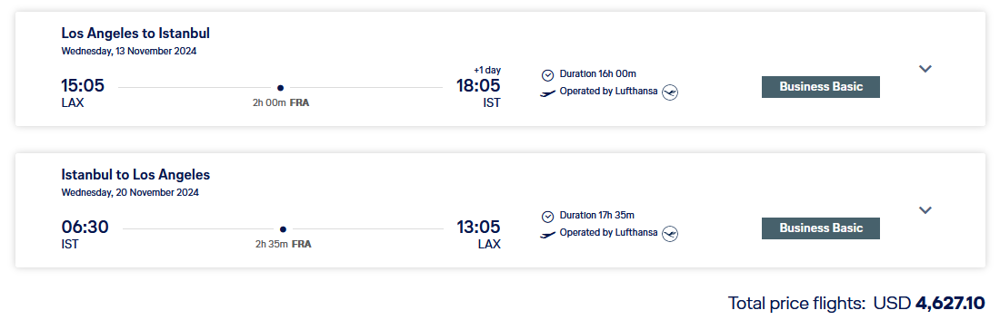 Los Angeles to Istanbul
Wednesday, 13 November 2024
+1 day
15:05
18:05
LAX
2h 00m FRA
IST
Duration 16h 00m
Operated by Lufthansa
Business Basic
Istanbul to Los Angeles
Wednesday, 20 November 2024
06:30
13:05
IST
2h 35m FRA
LAX
Duration 17h 35m
Operated by Lufthansa
Business Basic
Total price flights: USD 4,627.10